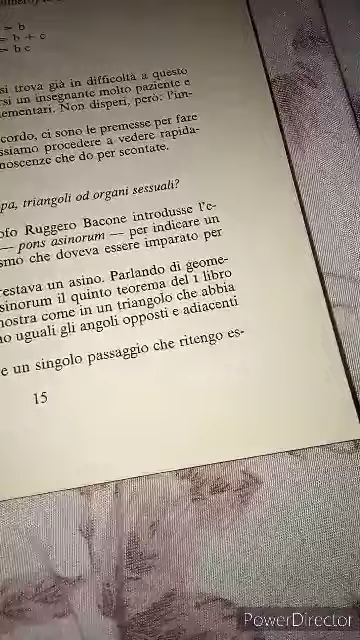 = b
= b + c
= b c
si trova già in difficoltà a questo
rsi un insegnante molto paziente e
ementari. Non disperi, però: l'im-
cordo, ci sono le premesse per fare
ssiamo procedere a vedere rapida-
noscenze che do per scontate.
pa, triangoli od organi sessuali?
ofo Ruggero Bacone introdusse l'e-
— pons asinorum — per indicare un
smo che doveva essere imparato per
restava un asino. Parlando di geome-
sinorum il quinto teorema del I libro
nostra come in un triangolo che abbia
no uguali gli angoli opposti e adiacenti
e un singolo passaggio che ritengo es-
15
PowerDirector